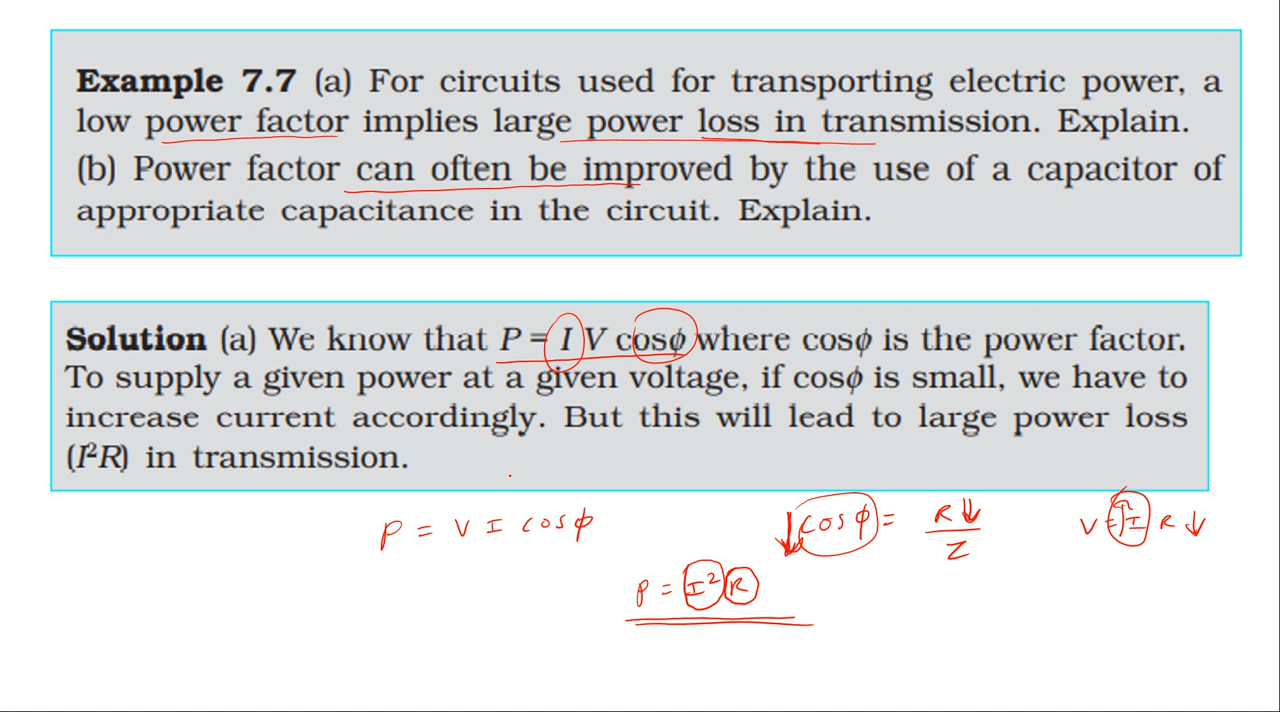 Example 7.7 (a) For circuits used for transporting electric power, a
low power factor implies large power loss in transmission. Explain.
(b) Power factor can often be improved by the use of a capacitor of
appropriate capacitance in the circuit. Explain.
Solution (a) We know that P = I V cosϕ where cosϕ is the power factor.
To supply a given power at a given voltage, if cosϕ is small, we have to
increase current accordingly. But this will lead to large power loss
(I²R) in transmission.
P = V I cosϕ
↓cosϕ = R↓/Z
V = ↑I R↓
P = I² R